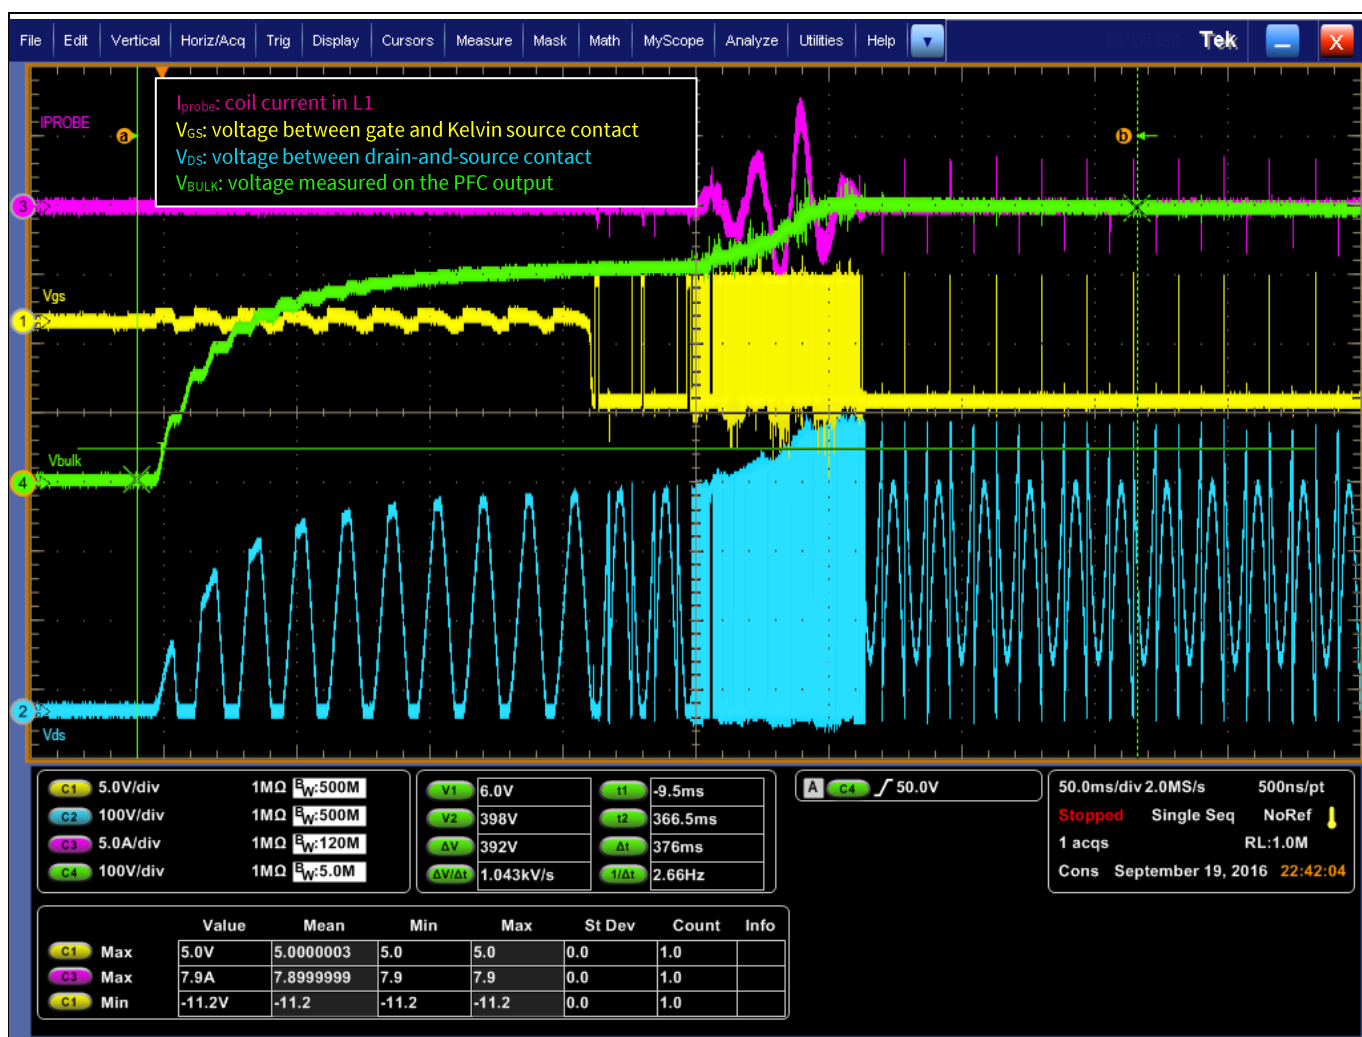 File Edit Vertical Horiz/Acq Trig Display Cursors Measure Mask Math MyScope Analyze Utilities Help Tek X
Iprobe: coil current in L1
VGS: voltage between gate and Kelvin source contact
VDS: voltage between drain-and-source contact
VBULK: voltage measured on the PFC output
IPROBE
a
b
3
Vgs
1
Vbulk
4
2
Vds
C1 5.0V/div 1MΩ BW:500M
C2 100V/div 1MΩ BW:500M
C3 5.0A/div 1MΩ BW:120M
C4 100V/div 1MΩ BW:5.0M
V1 6.0V t1 -9.5ms
V2 398V t2 366.5ms
ΔV 392V Δt 376ms
ΔV/Δt 1.043kV/s 1/Δt 2.66Hz
A C4 50.0V
50.0ms/div 2.0MS/s 500ns/pt
Stopped Single Seq NoRef
1 acqs RL:1.0M
Cons September 19, 2016 22:42:04
Value Mean Min Max St Dev Count Info
C1 Max 5.0V 5.0000003 5.0 5.0 0.0 1.0
C3 Max 7.9A 7.8999999 7.9 7.9 0.0 1.0
C1 Min -11.2V -11.2 -11.2 -11.2 0.0 1.0